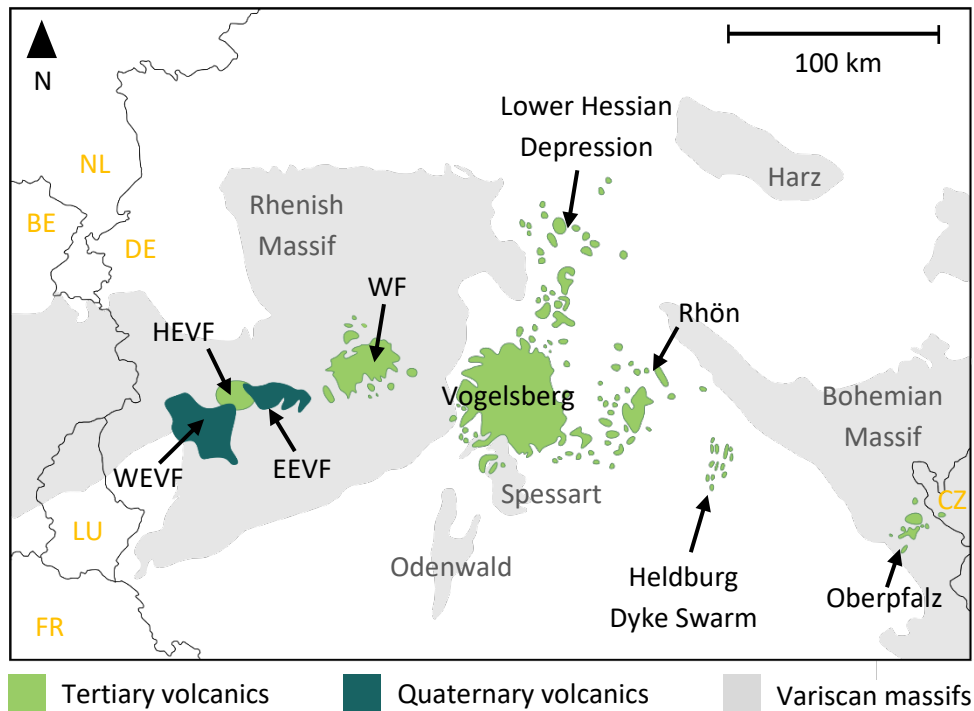 N
100 km
Lower Hessian
Depression
NL
Harz
Rhenish
Massif
BE
DE
WF
HEVF
Rhön
Vogelsberg
Bohemian
Massif
WEVF
EEVF
Spessart
CZ
LU
Odenwald
Heldburg
Dyke Swarm
Oberpfalz
FR
Tertiary volcanics
Quaternary volcanics
Variscan massifs